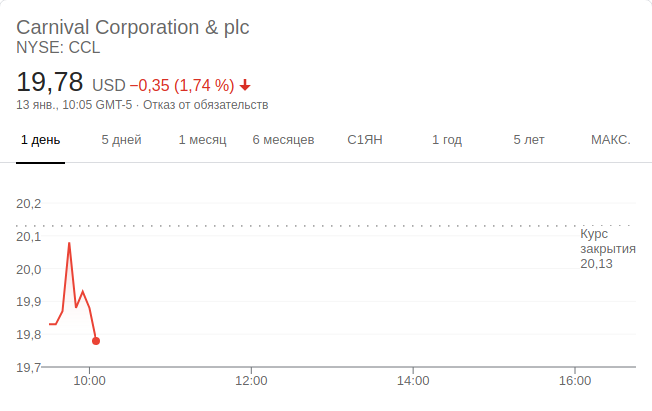 Carnival Corporation & plc
NYSE: CCL
19,78 USD −0,35 (1,74 %)
13 янв., 10:05 GMT-5 · Отказ от обязательств
1 день 5 дней 1 месяц 6 месяцев С1ЯН 1 год 5 лет МАКС.
20,2
20,1
20,0
19,9
19,8
19,7
Курс
закрытия
20,13
10:00 12:00 14:00 16:00